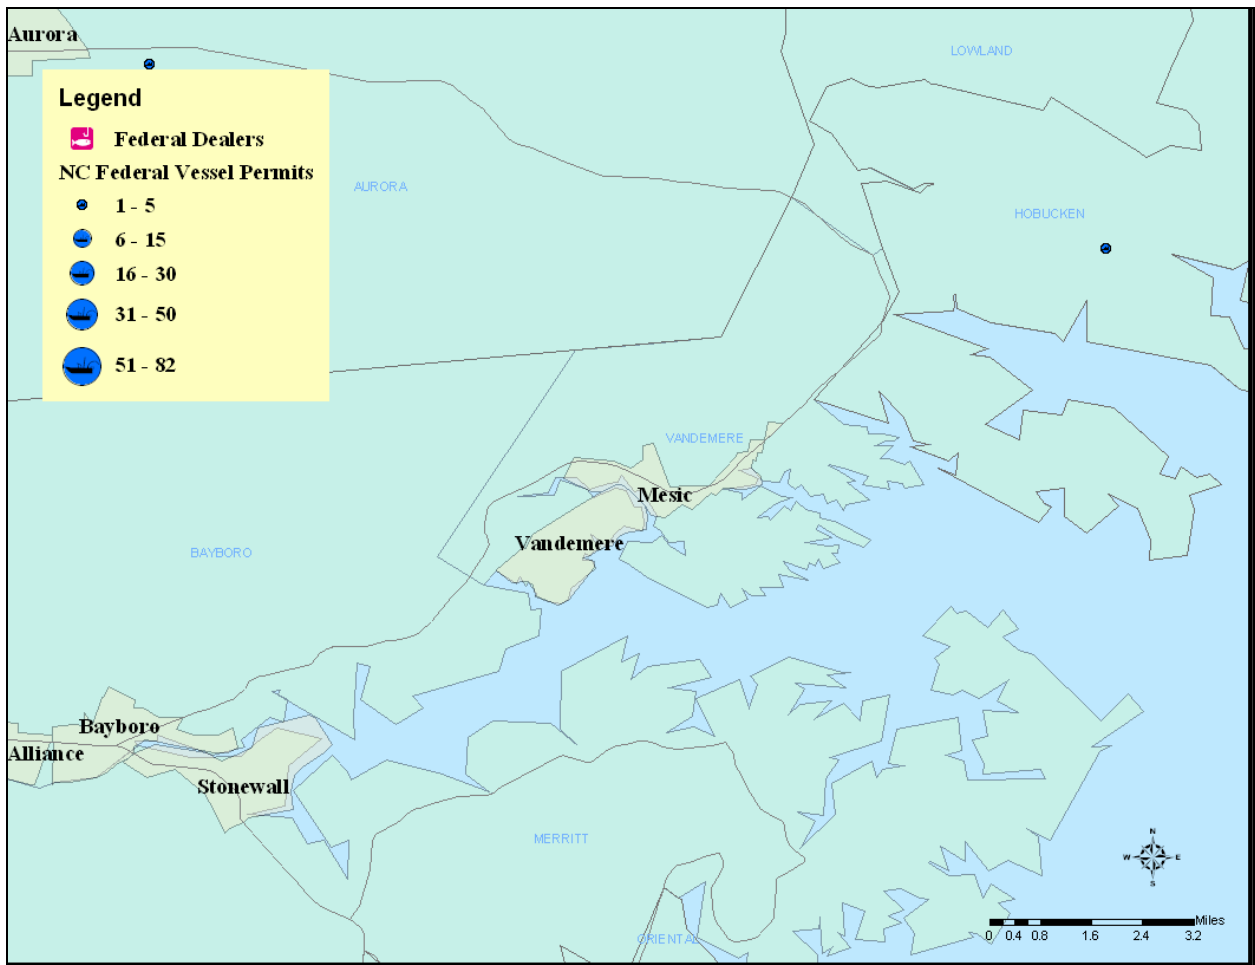 Aurora
LOWLAND
Legend
Federal Dealers
NC Federal Vessel Permits
1 - 5
6 - 15
16 - 30
31 - 50
51 - 82
AURORA
HOBUCKEN
VANDEMERE
Mesic
Vandemere
BAYBORO
Bayboro
Alliance
Stonewall
MERRITT
ORIENTAL
N
W E
S
Miles
0 0.4 0.8 1.6 2.4 3.2